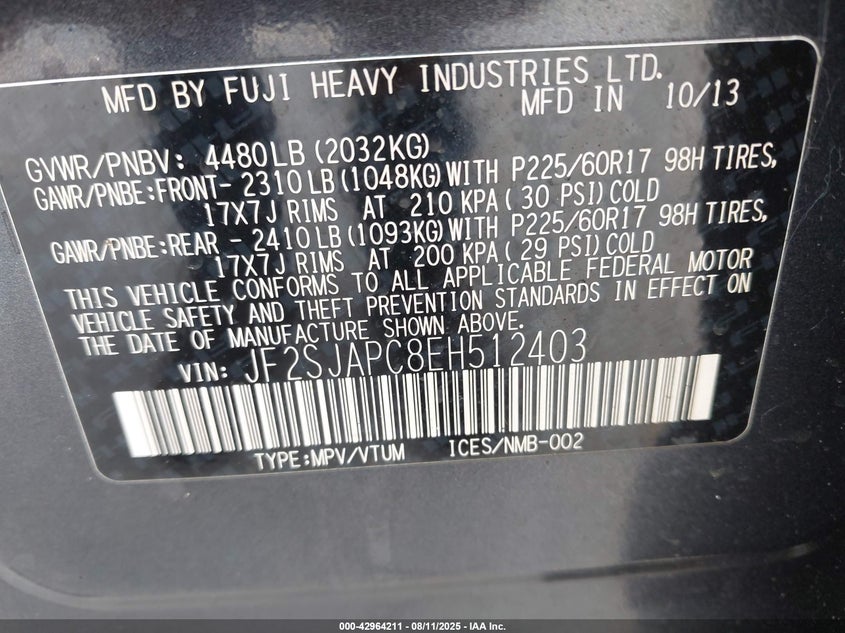 MFD BY FUJI HEAVY INDUSTRIES LTD.
MFD IN 10/13
GVWR/PNBV: 4480LB(2032KG)
GAWR/PNBE:FRONT- 2310LB(1048KG)WITH P225/60R17 98H TIRES,
17X7J RIMS AT 210 KPA(30 PSI)COLD
GAWR/PNBE:REAR - 2410LB(1093KG)WITH P225/60R17 98H TIRES,
17X7J RIMS AT 200 KPA(29 PSI)COLD
THIS VEHICLE CONFORMS TO ALL APPLICABLE FEDERAL MOTOR
VEHICLE SAFETY AND THEFT PREVENTION STANDARDS IN EFFECT ON
THE DATE OF MANUFACTURE SHOWN ABOVE.
VIN: JF2SJAPC8EH512403
TYPE:MPV/VTUM ICES/NMB-002
000-42964211 - 08/11/2025 - IAA Inc.